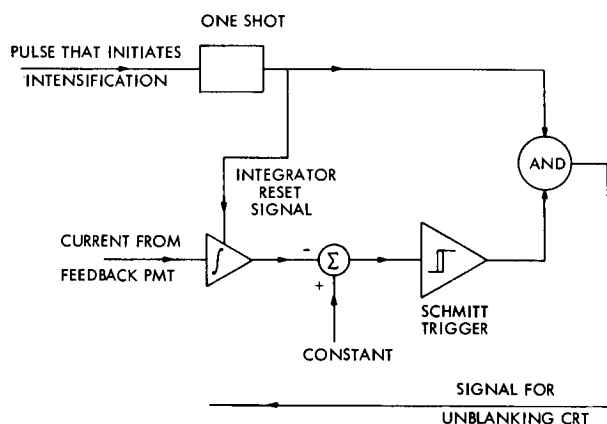 ONE SHOT
PULSE THAT INITIATES
INTENSIFICATION
AND
INTEGRATOR
RESET
SIGNAL
CURRENT FROM
FEEDBACK PMT
∫
-
Σ
+
SCHMITT
TRIGGER
CONSTANT
SIGNAL FOR
UNBLANKING CRT